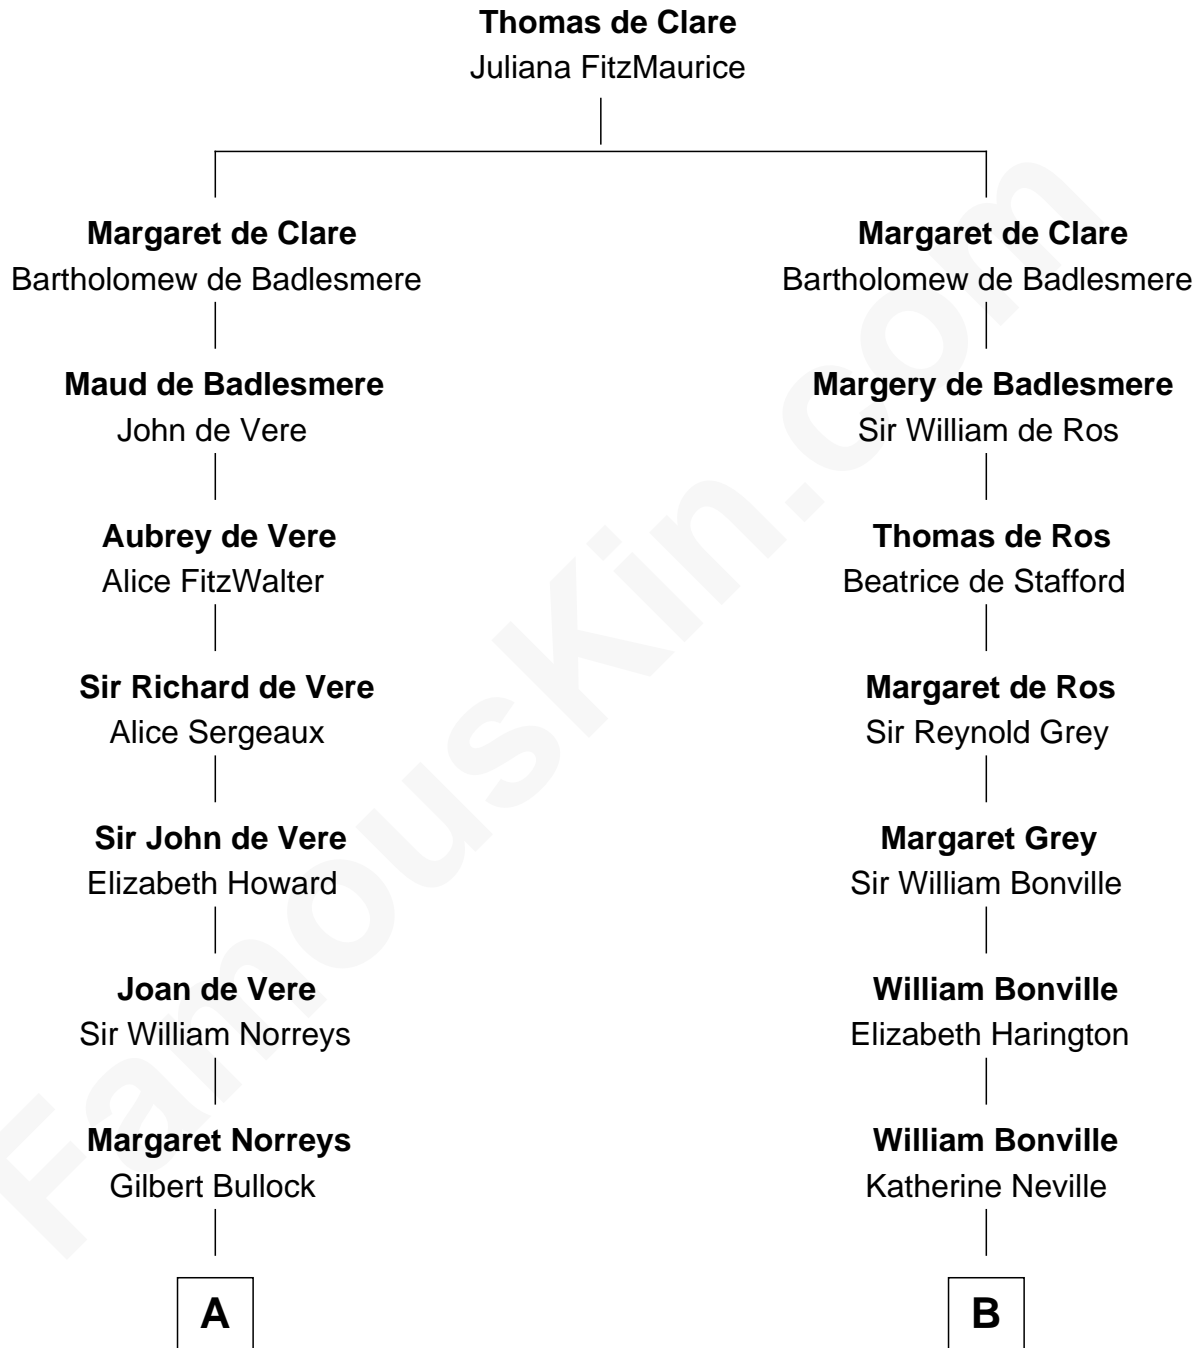 Thomas de Clare
Juliana FitzMaurice
Margaret de Clare
Bartholomew de Badlesmere
Margaret de Clare
Bartholomew de Badlesmere
Maud de Badlesmere
John de Vere
Margery de Badlesmere
Sir William de Ros
Aubrey de Vere
Alice FitzWalter
Thomas de Ros
Beatrice de Stafford
Sir Richard de Vere
Alice Sergeaux
Margaret de Ros
Sir Reynold Grey
Sir John de Vere
Elizabeth Howard
Margaret Grey
Sir William Bonville
Joan de Vere
Sir William Norreys
William Bonville
Elizabeth Harington
Margaret Norreys
Gilbert Bullock
William Bonville
Katherine Neville
A
B
FamousKin.com